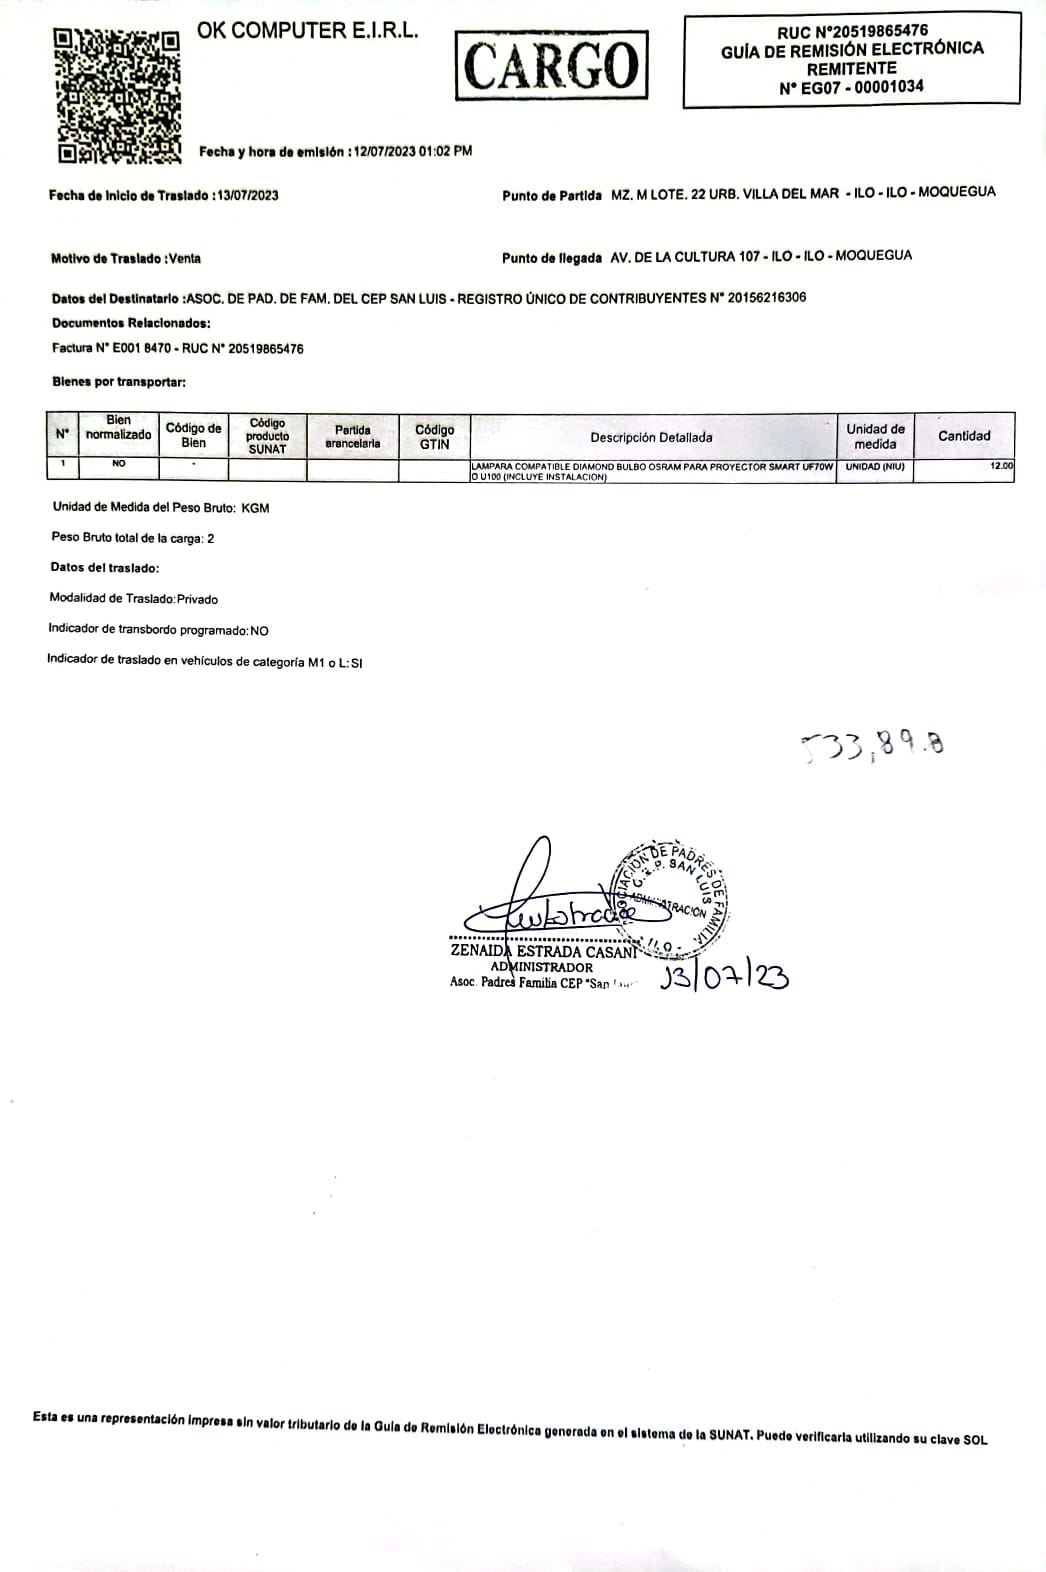 OK COMPUTER E.I.R.L.
CARGO
RUC N°20519865476
GUÍA DE REMISIÓN ELECTRÓNICA
REMITENTE
N° EG07 - 00001034
Fecha y hora de emisión : 12/07/2023 01:02 PM
Fecha de Inicio de Traslado : 13/07/2023
Punto de Partida MZ. M LOTE. 22 URB. VILLA DEL MAR - ILO - ILO - MOQUEGUA
Motivo de Traslado : Venta
Punto de llegada AV. DE LA CULTURA 107 - ILO - ILO - MOQUEGUA
Datos del Destinatario : ASOC. DE PAD. DE FAM. DEL CEP SAN LUIS - REGISTRO ÚNICO DE CONTRIBUYENTES N° 20156216306
Documentos Relacionados:
Factura N° E001 8470 - RUC N° 20519865476
Bienes por transportar:
N° Bien normalizado Código de Bien Código producto SUNAT Partida arancelaria Código GTIN Descripción Detallada Unidad de medida Cantidad
1 NO - LAMPARA COMPATIBLE DIAMOND BULBO OSRAM PARA PROYECTOR SMART UF70W UNIDAD (NIU) 12.00
O U100 (INCLUYE INSTALACION)
Unidad de Medida del Peso Bruto: KGM
Peso Bruto total de la carga: 2
Datos del traslado:
Modalidad de Traslado: Privado
Indicador de transbordo programado: NO
Indicador de traslado en vehículos de categoría M1 o L: SI
533,89.8
ASOCIACION DE PADRES DE FAMILIA
C.E.P. SAN LUIS
ADMINISTRACION
- ILO -
ZENAIDA ESTRADA CASANI
ADMINISTRADOR
Asoc. Padres Familia CEP "San
13/07/23
Esta es una representación impresa sin valor tributario de la Guía de Remisión Electrónica generada en el sistema de la SUNAT. Puede verificarla utilizando su clave SOL